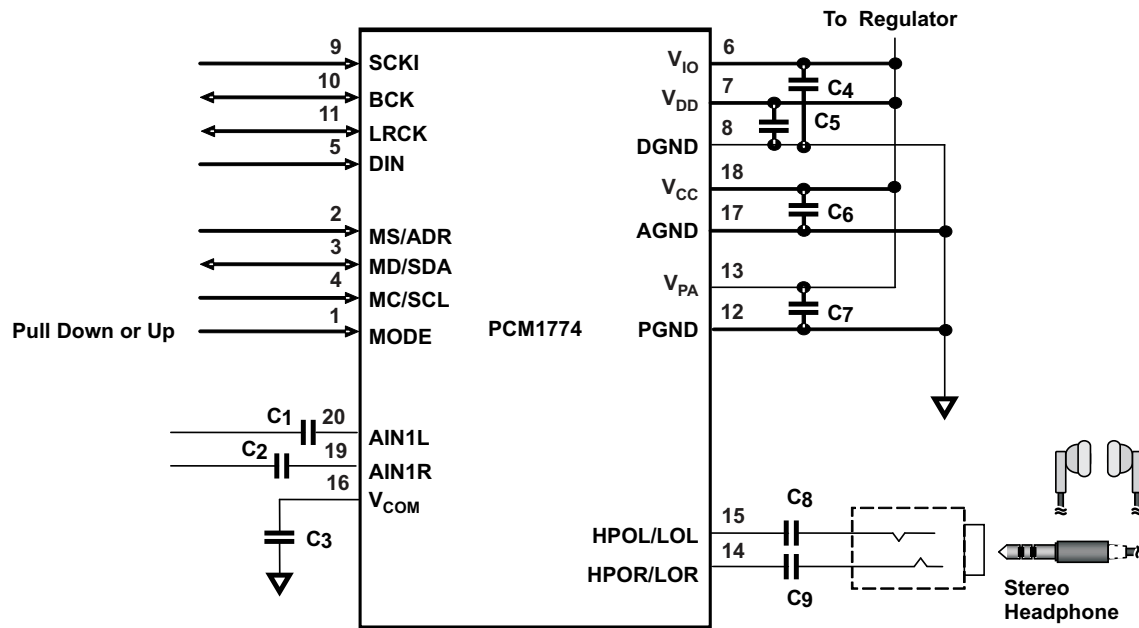 To Regulator
9
SCKI
10
BCK
11
LRCK
5
DIN
2
MS/ADR
3
MD/SDA
4
MC/SCL
Pull Down or Up
1
MODE
C1
20
AIN1L
C2
19
AIN1R
16
VCOM
C3
PCM1774
6
VIO
C4
7
VDD
C5
8
DGND
18
VCC
C6
17
AGND
13
VPA
C7
12
PGND
15
C8
HPOL/LOL
14
HPOR/LOR
C9
Stereo
Headphone